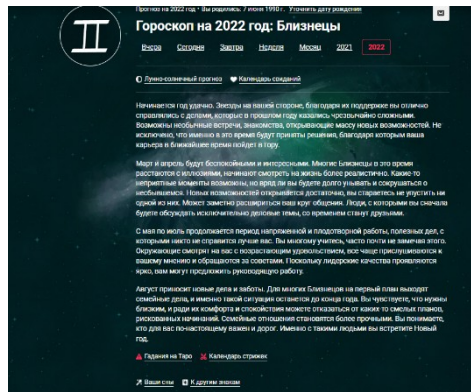 Прогноз на 2022 год • Вы родились: 7 июня 1990 г. Уточнить дату рождения
Гороскоп на 2022 год: Близнецы
Вчера Сегодня Завтра Неделя Месяц 2021 2022
Лунно-солнечный прогноз Календарь свиданий
Начинается год удачно. Звезды на вашей стороне, благодаря их поддержке вы отлично
справлялись с делами, которые в прошлом году казались чрезвычайно сложными.
Возможны необычные встречи, знакомства, открывающие массу новых возможностей. Не
исключено, что именно в это время будут приняты решения, благодаря которым ваша
карьера в ближайшее время пойдет в гору.
Март и апрель будут беспокойными и интересными. Многие Близнецы в это время
расстаются с иллюзиями, начинают смотреть на жизнь более реалистично. Какие-то
неприятные моменты возможны, но вряд ли вы будете долго унывать и сокрушаться о
несбывшемся. Новых возможностей открывается достаточно, вы стараетесь не упустить ни
одной из них. Может заметно расшириться ваш круг общения. Люди, с которыми вы сначала
будете обсуждать исключительно деловые темы, со временем станут друзьями.
С мая по июль продолжается период напряженной и плодотворной работы, полезных дел, с
которыми никто не справится лучше вас. Вы многому учитесь, часто почти не замечая этого.
Окружающие смотрят на вас с возрастающим удовольствием, все чаще прислушиваются к
вашему мнению и обращаются за советами. Поскольку лидерские качества проявляются
ярко, вам могут предложить руководящую работу.
Август приносит новые дела и заботы. Для многих Близнецов на первый план выходят
семейные дела, и именно такой ситуация останется до конца года. Вы чувствуете, что нужны
близким, и ради их комфорта и спокойствия можете отказаться от каких то смелых планов,
рискованных начинаний. Семейные отношения становятся более прочными. Вы понимаете,
кто для вас по-настоящему важен и дорог. Именно с такими людьми вы встретите Новый
год.
Гадания на Таро Календарь стрижек
Ваши сны К другим знакам